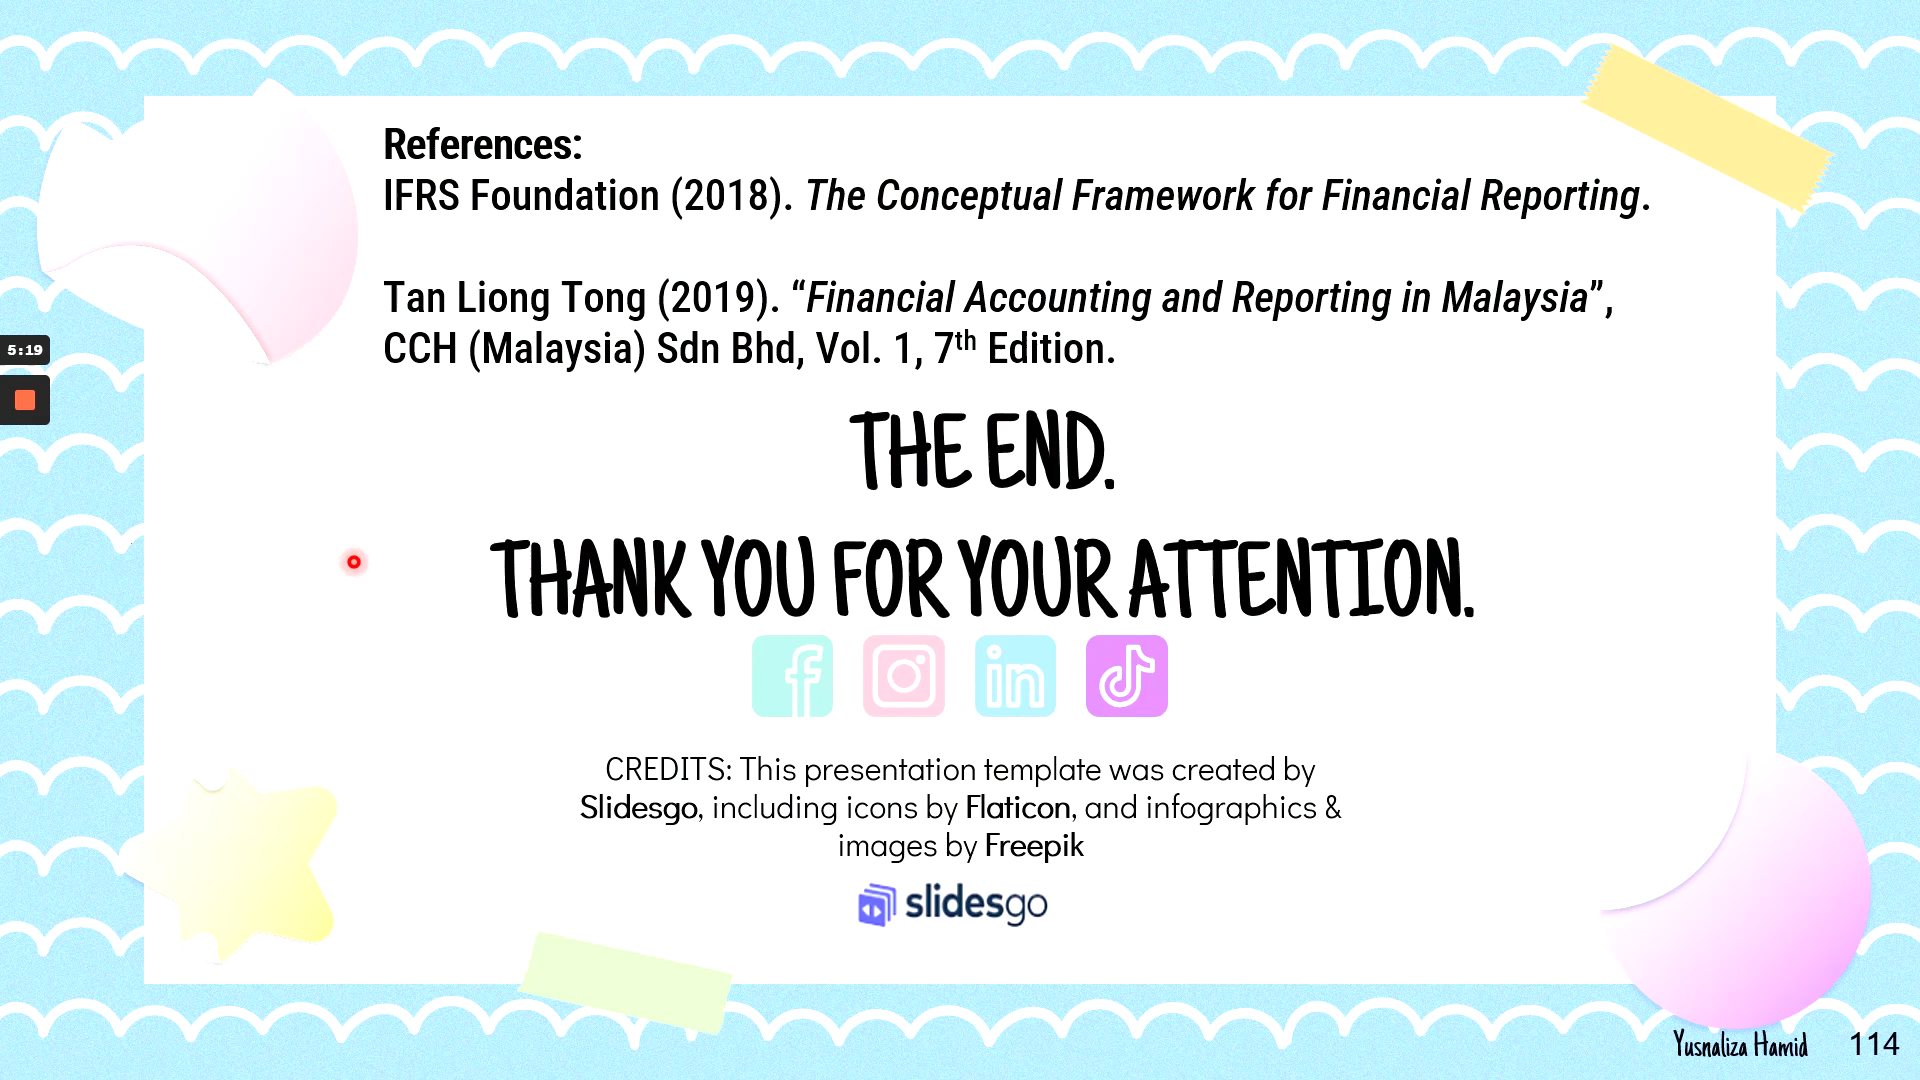 References:
IFRS Foundation (2018). The Conceptual Framework for Financial Reporting.
Tan Liong Tong (2019). “Financial Accounting and Reporting in Malaysia”,
CCH (Malaysia) Sdn Bhd, Vol. 1, 7th Edition.
5:19
THE END.
THANK YOU FOR YOUR ATTENTION.
CREDITS: This presentation template was created by
Slidesgo, including icons by Flaticon, and infographics &
images by Freepik
slidesgo
Yusnaliza Hamid 114